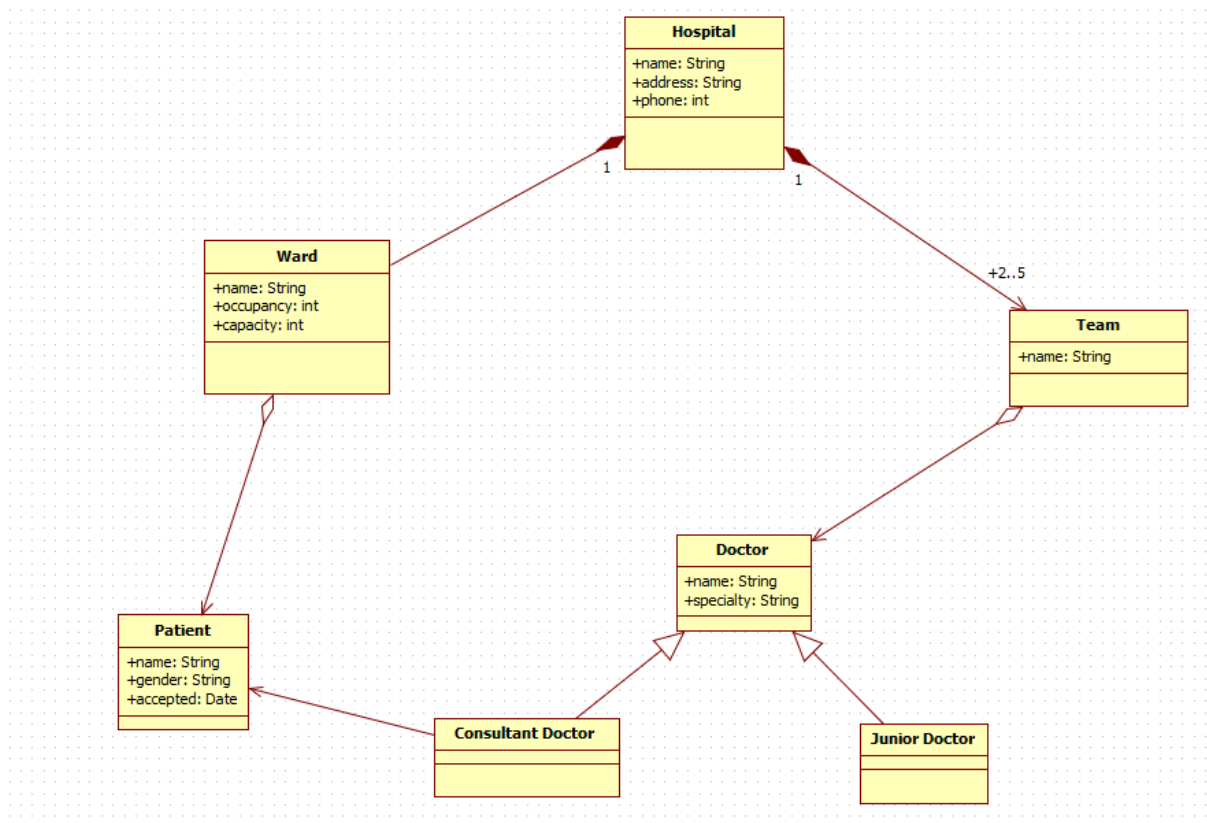 Hospital
+name: String
+address: String
+phone: int
1
1
Ward
+name: String
+occupancy: int
+capacity: int
+2..5
Team
+name: String
Doctor
+name: String
+specialty: String
Patient
+name: String
+gender: String
+accepted: Date
Consultant Doctor
Junior Doctor